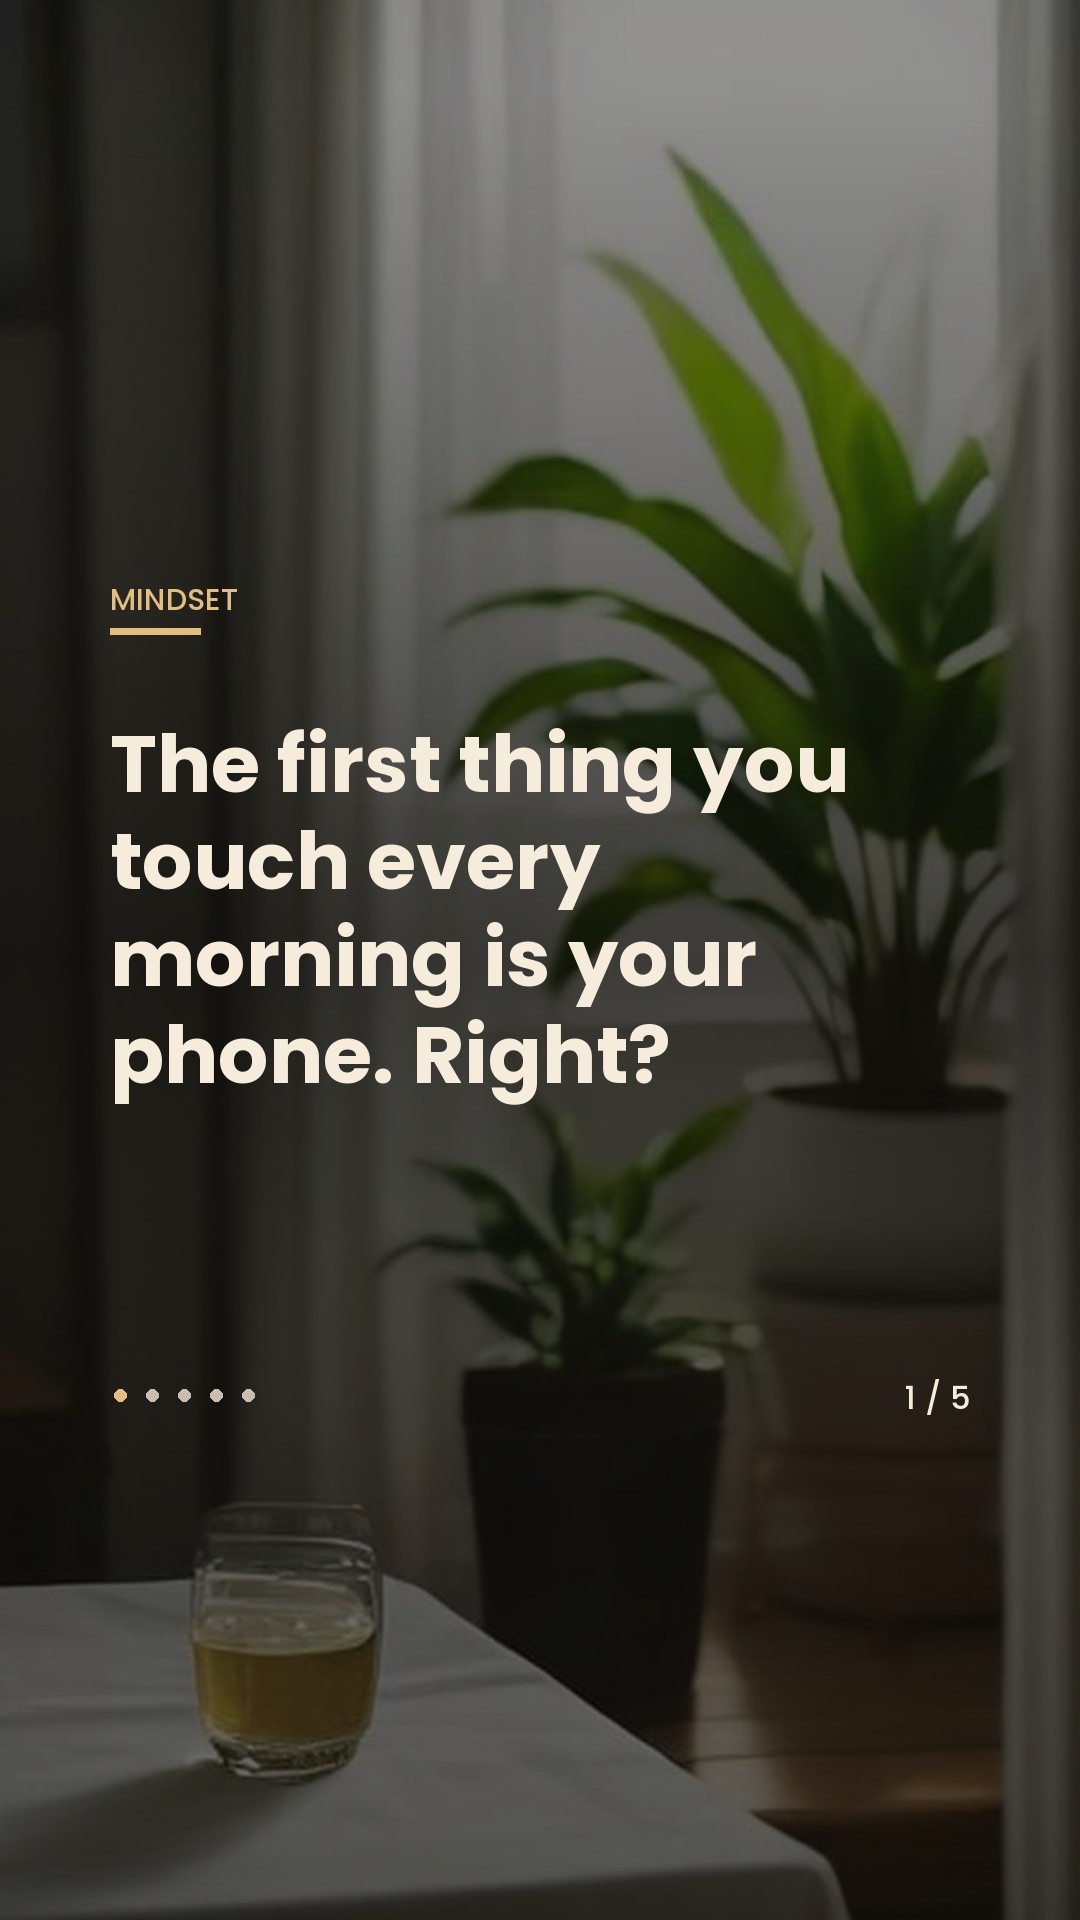 MINDSET
The first thing you
touch every
morning is your
phone. Right?
1 / 5